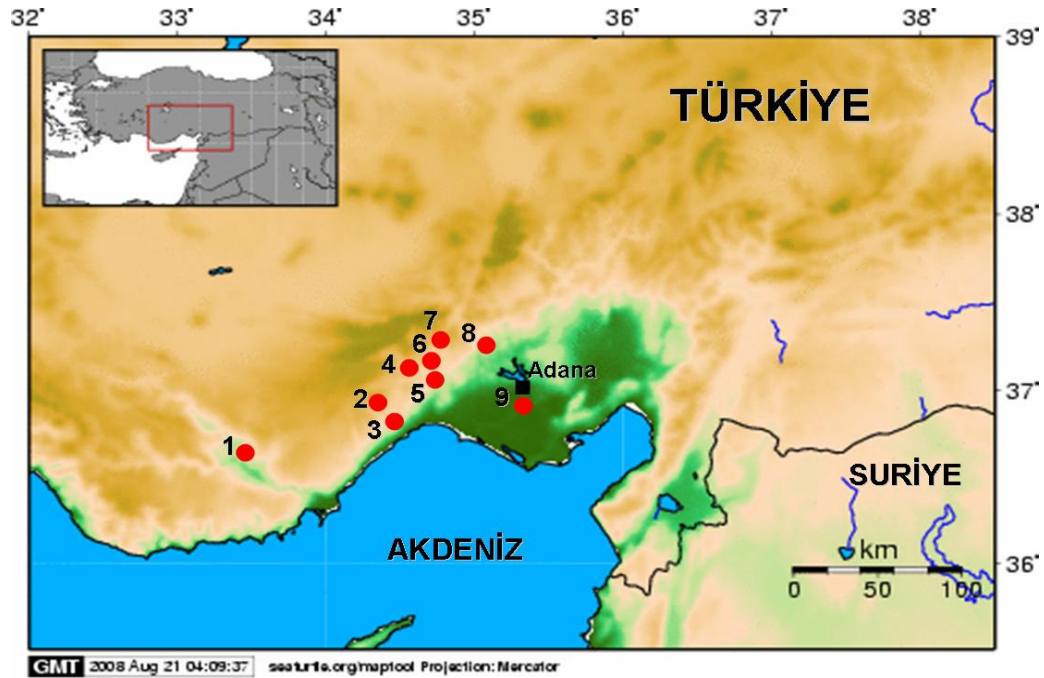 32° 33° 34° 35° 36° 37° 38°
39°
TÜRKİYE
38°
7
6
8
4
Adana
5
37°
2
9
3
1
SURİYE
AKDENİZ
km
36°
0 50 100
GMT 2008 Aug 21 04:09:37 seaturtle.org/maptool Projection: Mercator